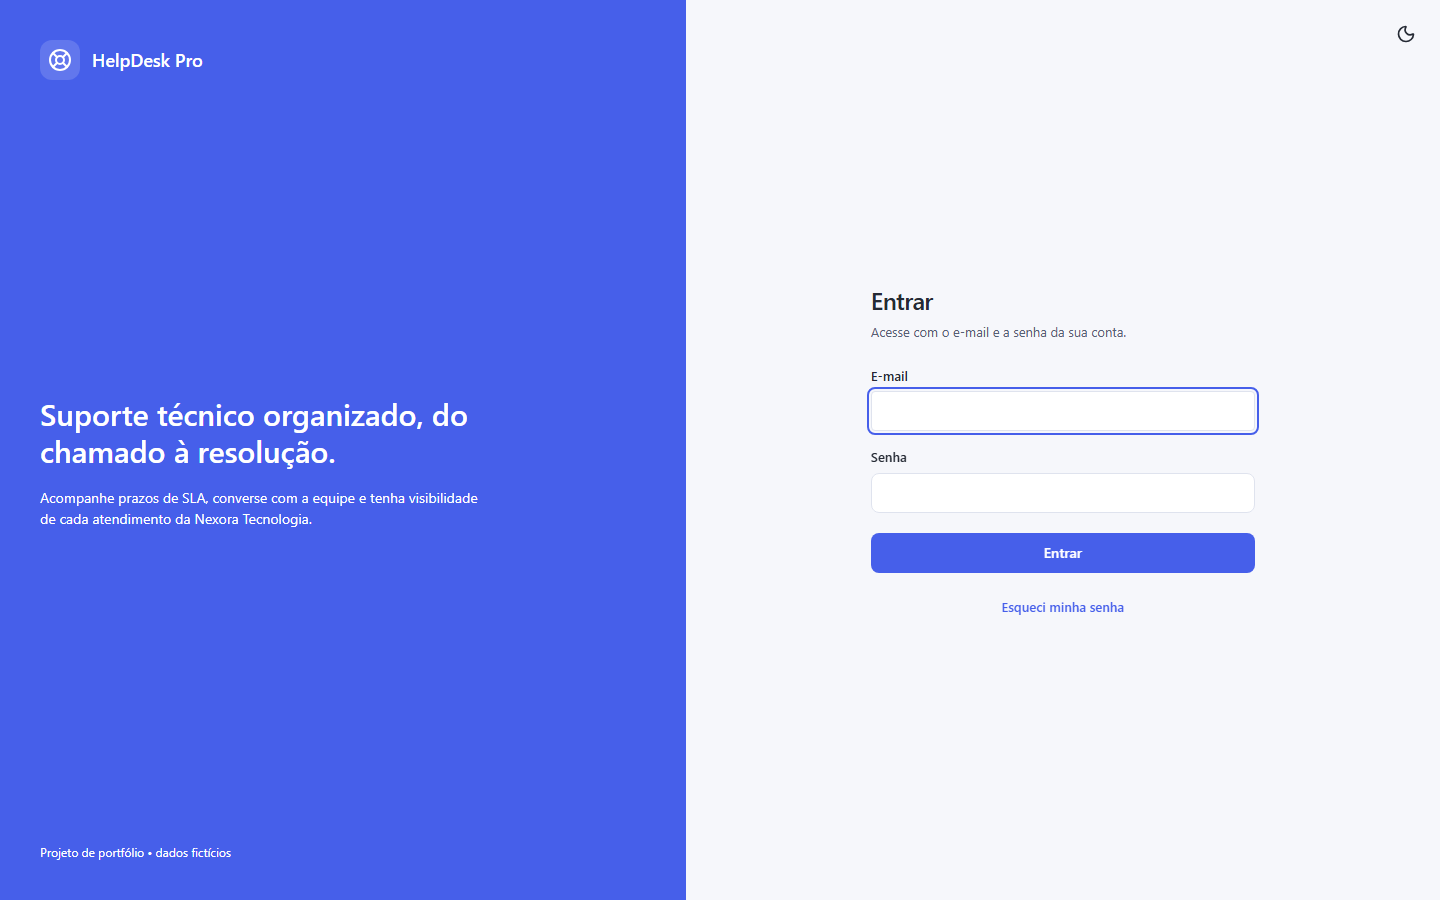 HelpDesk Pro
Suporte técnico organizado, do
chamado à resolução.
Acompanhe prazos de SLA, converse com a equipe e tenha visibilidade
de cada atendimento da Nexora Tecnologia.
Projeto de portfólio • dados fictícios
Entrar
Acesse com o e-mail e a senha da sua conta.
E-mail
Senha
Entrar
Esqueci minha senha